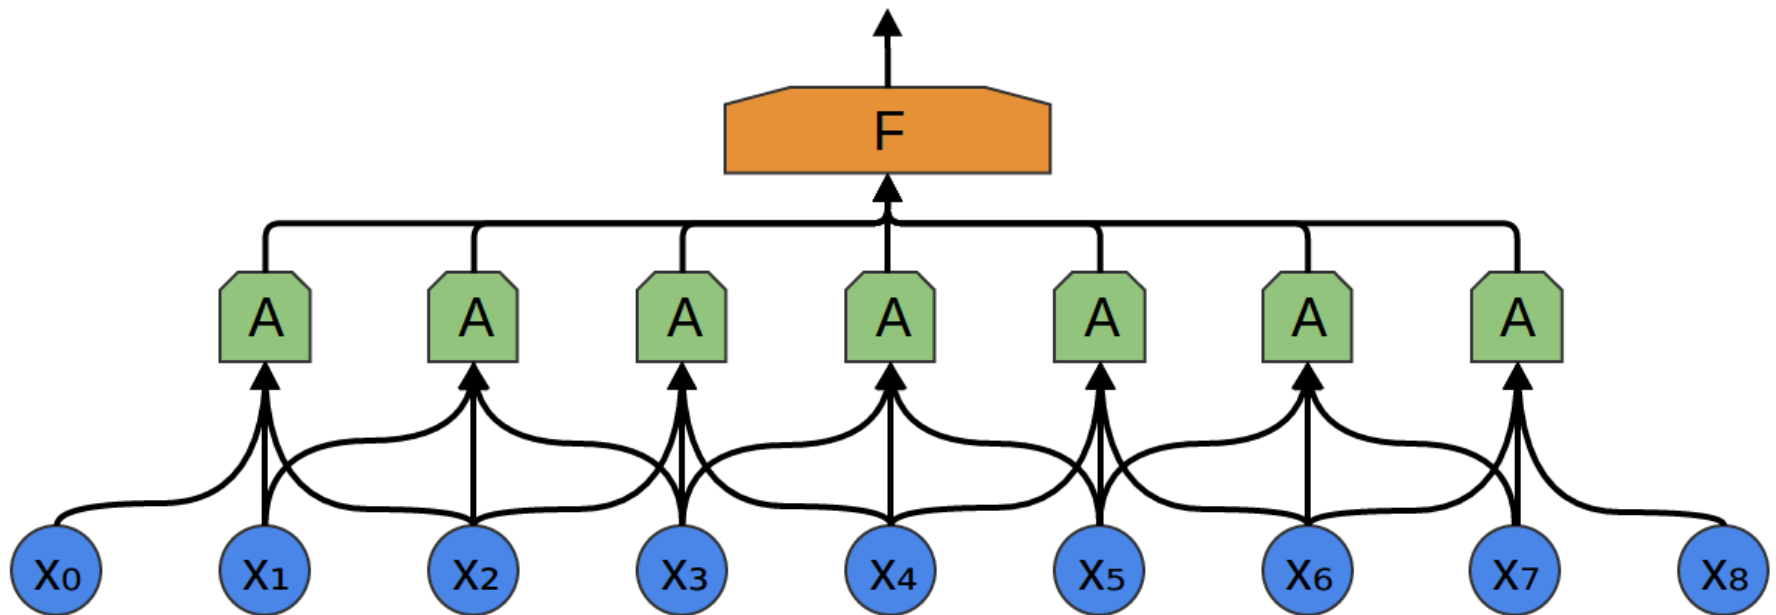 F
A A A A A A A
x₀ x₁ x₂ x₃ x₄ x₅ x₆ x₇ x₈